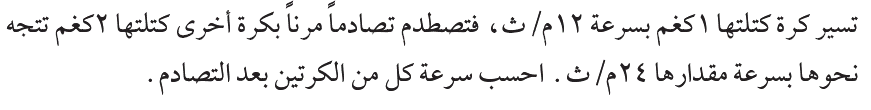 تسير كرة كتلتها ١كغم بسرعة ١٢م/ ث، فتصطدم تصادماً مرناً بكرة أخرى كتلتها ٢كغم تتجه
نحوها بسرعة مقدارها ٢٤م/ ث . احسب سرعة كل من الكرتين بعد التصادم .